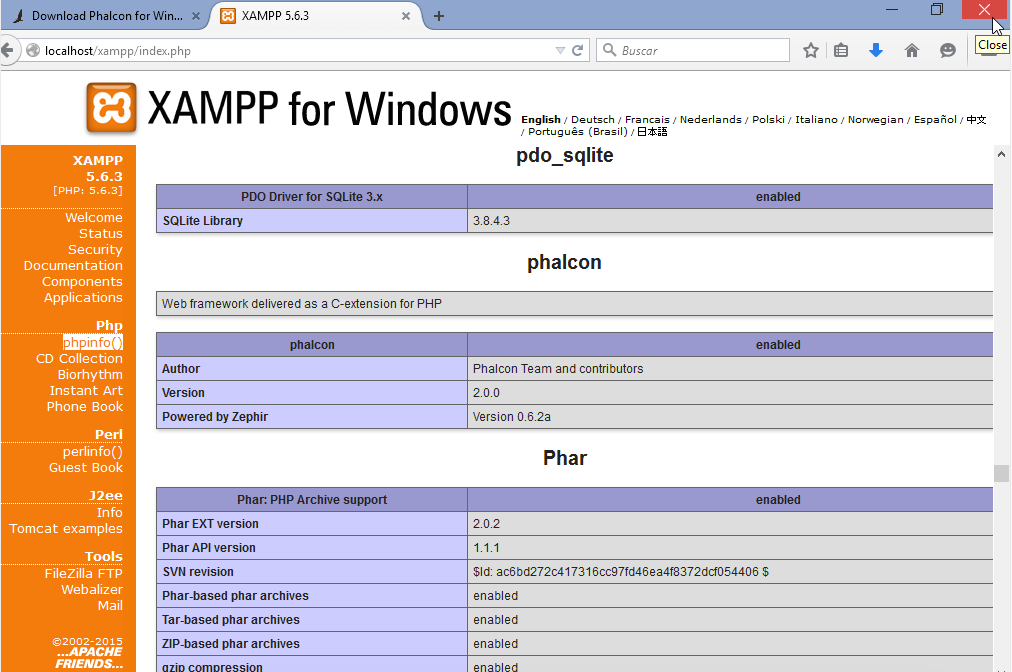 Download Phalcon for Win...
XAMPP 5.6.3
localhost/xampp/index.php
Buscar
Close
XAMPP for Windows
English / Deutsch / Francais / Nederlands / Polski / Italiano / Norwegian / Español / 中文
/ Português (Brasil) / 日本語
XAMPP
5.6.3
[PHP: 5.6.3]
Welcome
Status
Security
Documentation
Components
Applications
Php
phpinfo()
CD Collection
Biorhythm
Instant Art
Phone Book
Perl
perlinfo()
Guest Book
J2ee
Info
Tomcat examples
Tools
FileZilla FTP
Webalizer
Mail
©2002-2015
...APACHE
FRIENDS...
pdo_sqlite
PDO Driver for SQLite 3.x enabled
SQLite Library 3.8.4.3
phalcon
Web framework delivered as a C-extension for PHP
phalcon enabled
Author Phalcon Team and contributors
Version 2.0.0
Powered by Zephir Version 0.6.2a
Phar
Phar: PHP Archive support enabled
Phar EXT version 2.0.2
Phar API version 1.1.1
SVN revision $Id: ac6bd272c417316cc97fd46ea4f8372dcf054406 $
Phar-based phar archives enabled
Tar-based phar archives enabled
ZIP-based phar archives enabled
gzip compression enabled